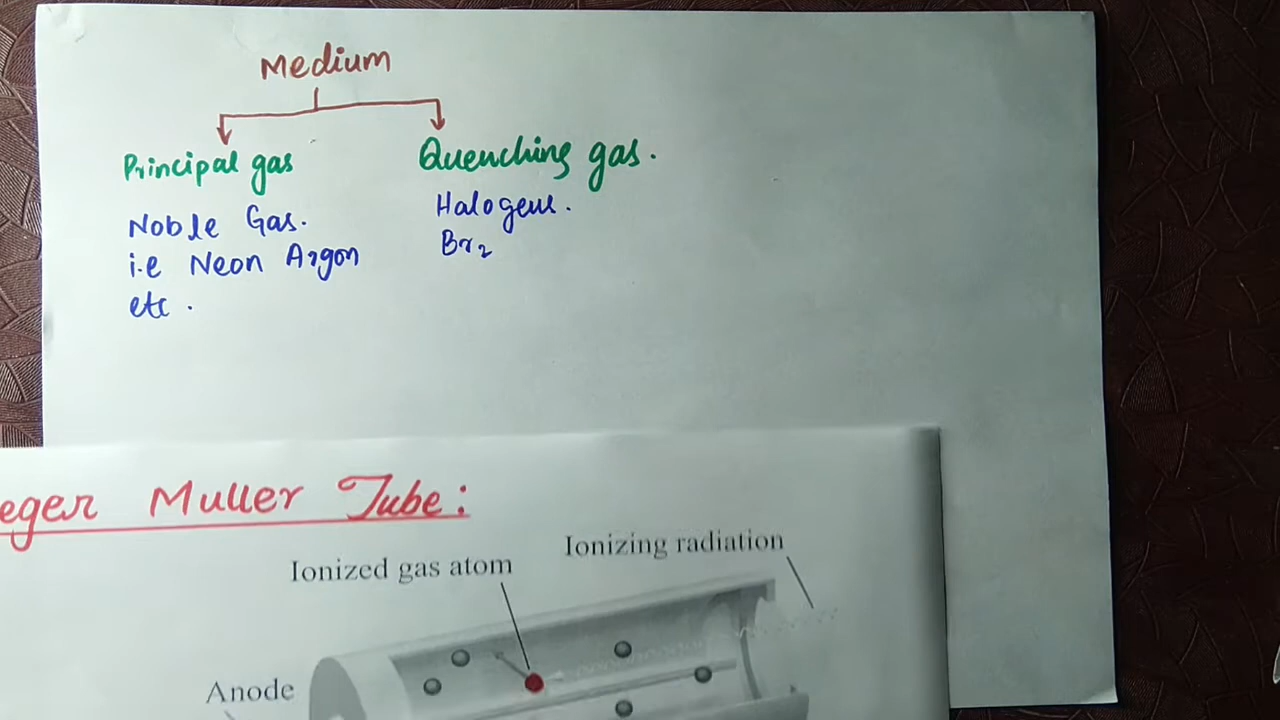 Medium
Principal gas
Noble Gas.
i.e Neon Argon
etc .
Quenching gas.
Halogens.
Br2
eger Muller Tube:
Ionized gas atom
Ionizing radiation
Anode